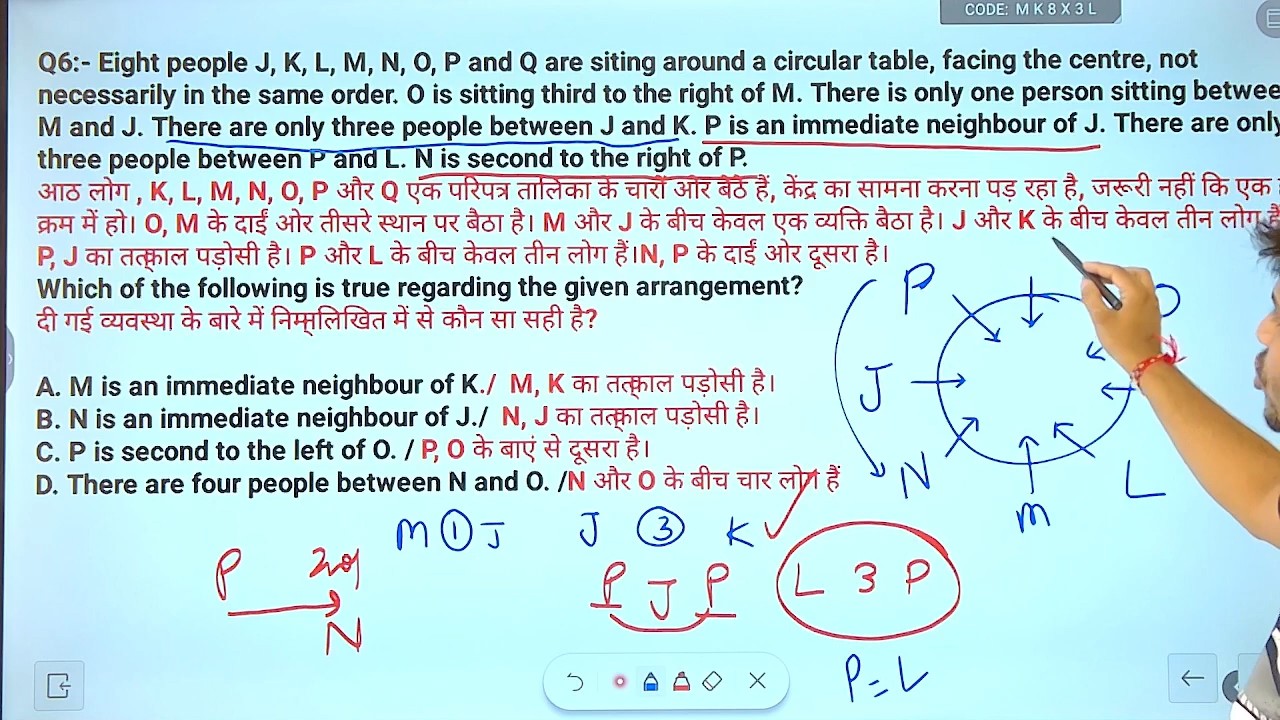 CODE: MK8X3L
Q6:- Eight people J, K, L, M, N, O, P and Q are siting around a circular table, facing the centre, not
necessarily in the same order. O is sitting third to the right of M. There is only one person sitting betwee
M and J. There are only three people between J and K. P is an immediate neighbour of J. There are only
three people between P and L. N is second to the right of P.
आठ लोग , K, L, M, N, O, P और Q एक परिपत्र तालिका के चारों ओर बैठे हैं, केंद्र का सामना करना पड़ रहा है, जरूरी नहीं कि एक
क्रम में हो। O, M के दाईं ओर तीसरे स्थान पर बैठा है। M और J के बीच केवल एक व्यक्ति बैठा है। J और K के बीच केवल तीन लोग
P, J का तत्काल पड़ोसी है। P और L के बीच केवल तीन लोग हैं।N, P के दाईं ओर दूसरा है।
Which of the following is true regarding the given arrangement?
दी गई व्यवस्था के बारे में निम्नलिखित में से कौन सा सही है?
A. M is an immediate neighbour of K./ M, K का तत्काल पड़ोसी है।
B. N is an immediate neighbour of J./ N, J का तत्काल पड़ोसी है।
C. P is second to the left of O. / P, O के बाएं से दूसरा है।
D. There are four people between N and O. /N और O के बीच चार लोग हैं
P
O
J
N
L
M
M 1 J J 3 K
P 2nd
N
P J P
L 3 P
P = L